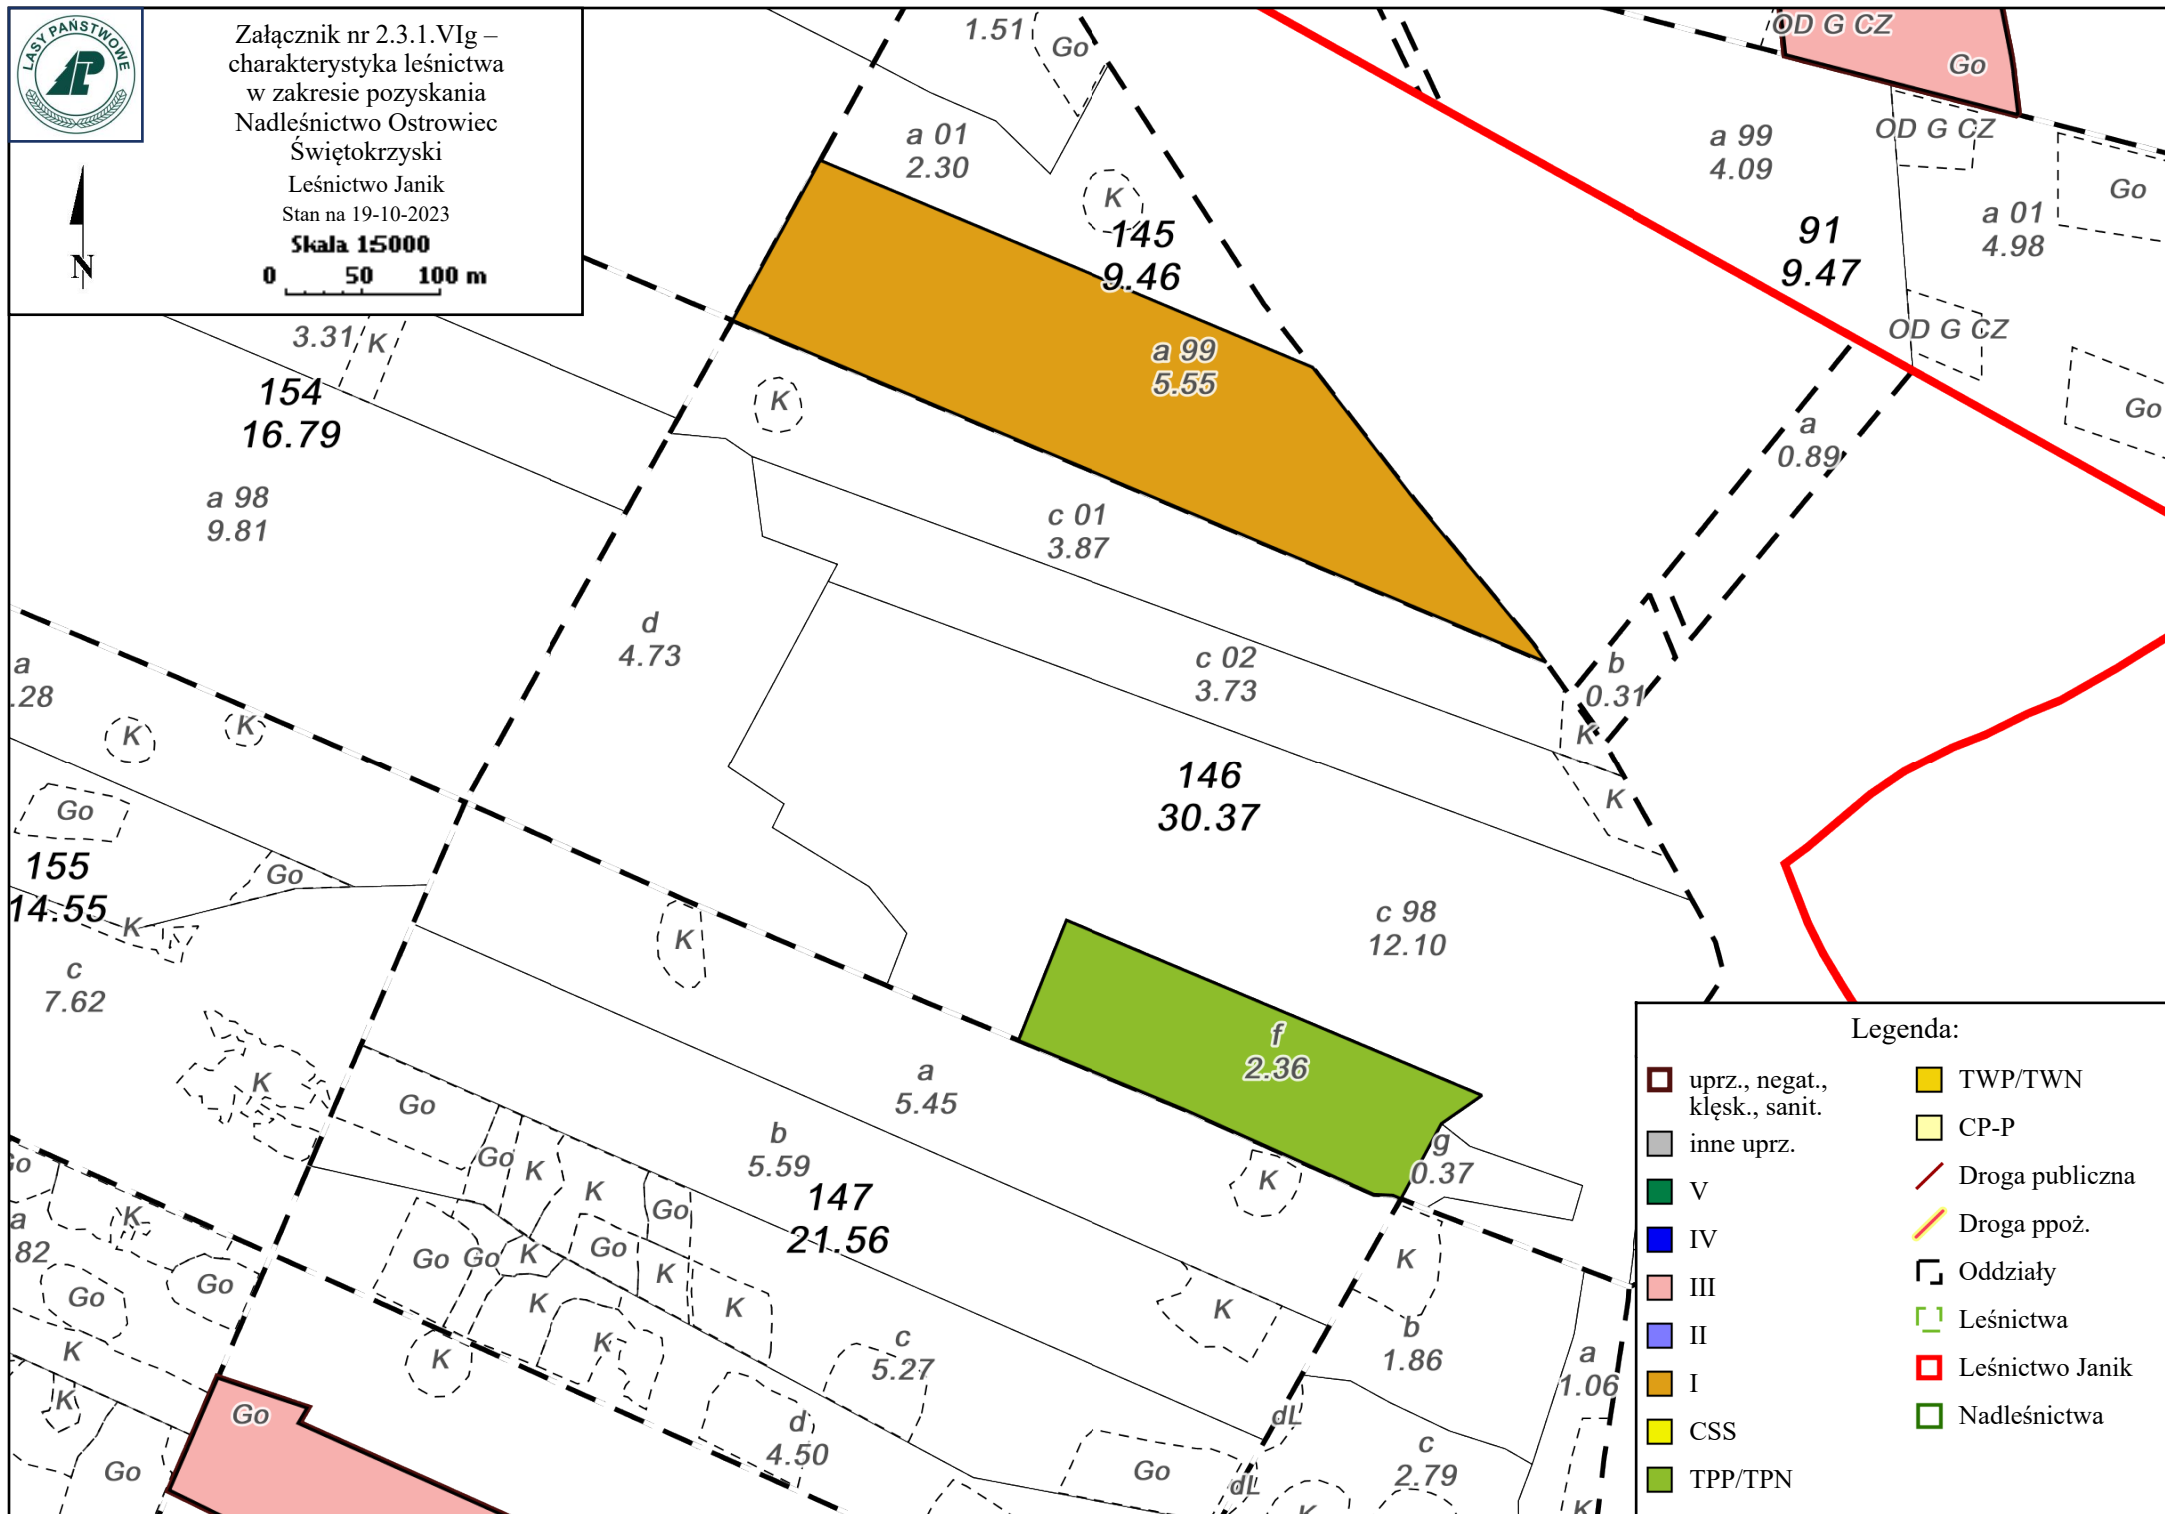 LASY PAŃSTWOWE
Załącznik nr 2.3.1.VIg –
charakterystyka leśnictwa
w zakresie pozyskania
Nadleśnictwo Ostrowiec
Świętokrzyski
Leśnictwo Janik
Stan na 19-10-2023
Skala 1:5000
0 50 100 m
N
1.51
Go
OD G CZ
Go
a 01
2.30
K
145
9.46
a 99
4.09
OD G CZ
Go
91
9.47
a 01
4.98
OD G CZ
Go
3.31
K
154
16.79
a 99
5.55
K
a
0.89
a 98
9.81
c 01
3.87
d
4.73
c 02
3.73
b
0.31
K
K
a
.28
K
K
146
30.37
Go
155
14.55
Go
K
K
c 98
12.10
c
7.62
f
2.36
K
Go
a
5.45
g
0.37
b
5.59
147
21.56
Go
K
K
Go
K
K
Go
a
82
K
Go
Go
K
Go
Go
K
Go
K
K
K
K
K
K
K
c
5.27
b
1.86
a
1.06
K
K
Go
Go
d
4.50
dL
Go
dL
c
2.79
K
K
Legenda:
uprz., negat.,
klęsk., sanit.
inne uprz.
V
IV
III
II
I
CSS
TPP/TPN
TWP/TWN
CP-P
Droga publiczna
Droga ppoż.
Oddziały
Leśnictwa
Leśnictwo Janik
Nadleśnictwa